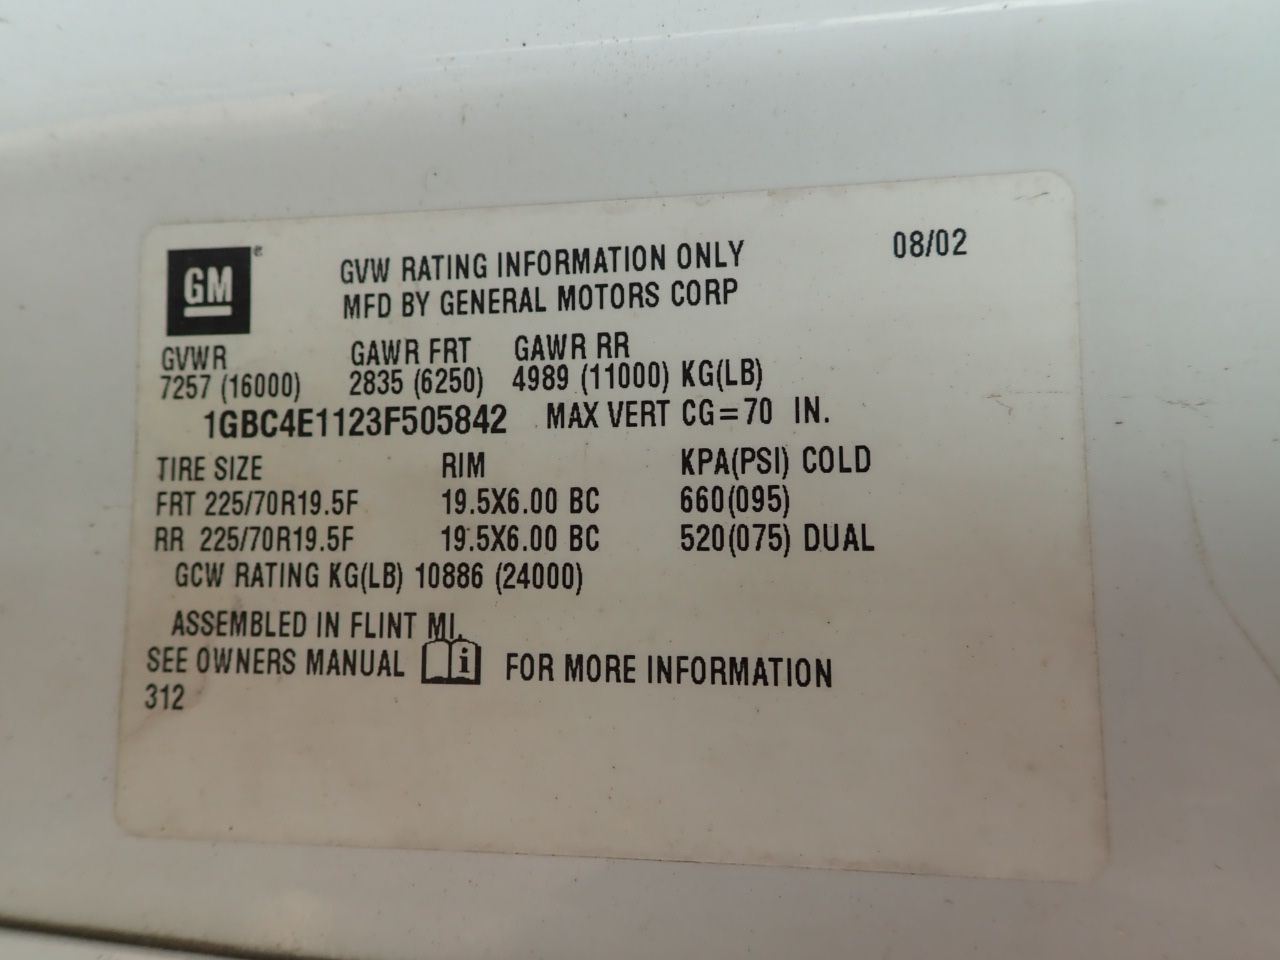 GM®
08/02
GVW RATING INFORMATION ONLY
MFD BY GENERAL MOTORS CORP
GVWR GAWR FRT GAWR RR
7257 (16000) 2835 (6250) 4989 (11000) KG(LB)
1GBC4E1123F505842 MAX VERT CG=70 IN.
TIRE SIZE RIM KPA(PSI) COLD
FRT 225/70R19.5F 19.5X6.00 BC 660(095)
RR 225/70R19.5F 19.5X6.00 BC 520(075) DUAL
GCW RATING KG(LB) 10886 (24000)
ASSEMBLED IN FLINT MI.
SEE OWNERS MANUAL i FOR MORE INFORMATION
312